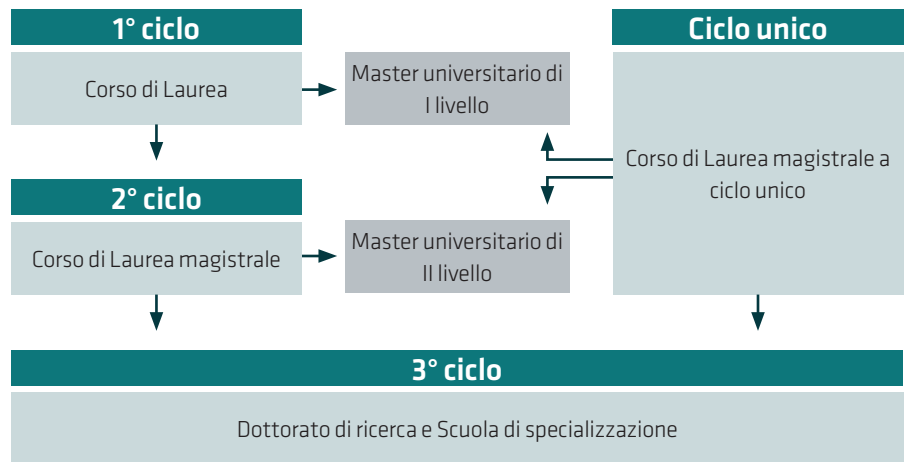 1° ciclo
Corso di Laurea
Master universitario di
I livello
Ciclo unico
Corso di Laurea magistrale a
ciclo unico
2° ciclo
Corso di Laurea magistrale
Master universitario di
II livello
3° ciclo
Dottorato di ricerca e Scuola di specializzazione